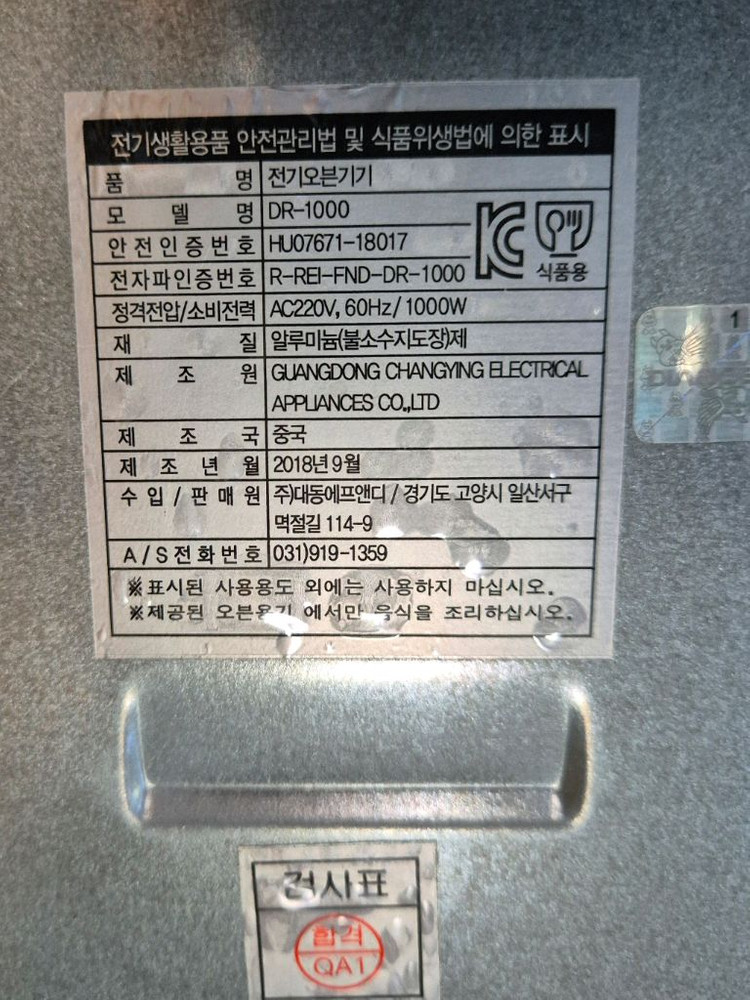 전기생활용품 안전관리법 및 식품위생법에 의한 표시
품 명 전기오븐기기
모 델 명 DR-1000
안전인증번호 HU07671-18017
전자파인증번호 R-REI-FND-DR-1000
식품용
정격전압/소비전력 AC220V, 60Hz/1000W
재 질 알루미늄(불소수지도장)제
제 조 원 GUANGDONG CHANGYING ELECTRICAL
APPLIANCES CO.,LTD
제 조 국 중국
제 조 년 월 2018년 9월
수 입 / 판 매 원 주)대동에프앤디 / 경기도 고양시 일산서구
멱절길 114-9
A/S전화번호 031)919-1359
※표시된 사용용도 외에는 사용하지 마십시오.
※제공된 오븐용기 에서만 음식을 조리하십시오.
1
검사표
합격
QA1